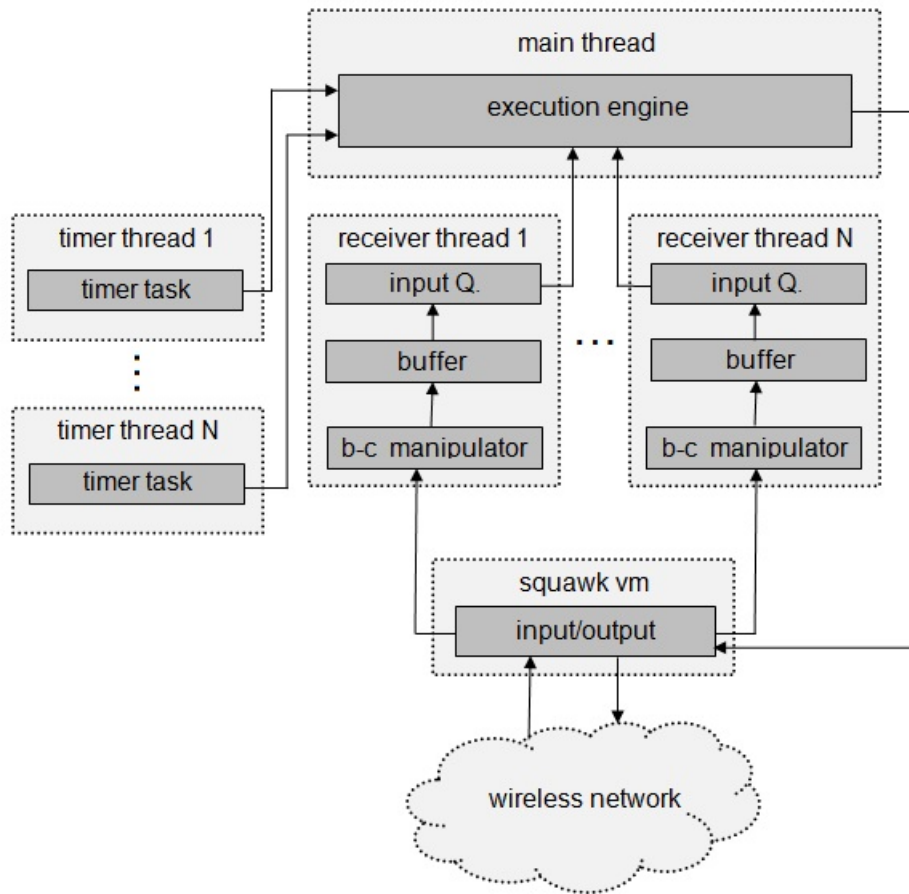 main thread
execution engine
timer thread 1
timer task
timer thread N
timer task
receiver thread 1
input Q.
buffer
b-c manipulator
receiver thread N
input Q.
buffer
b-c manipulator
squawk vm
input/output
wireless network